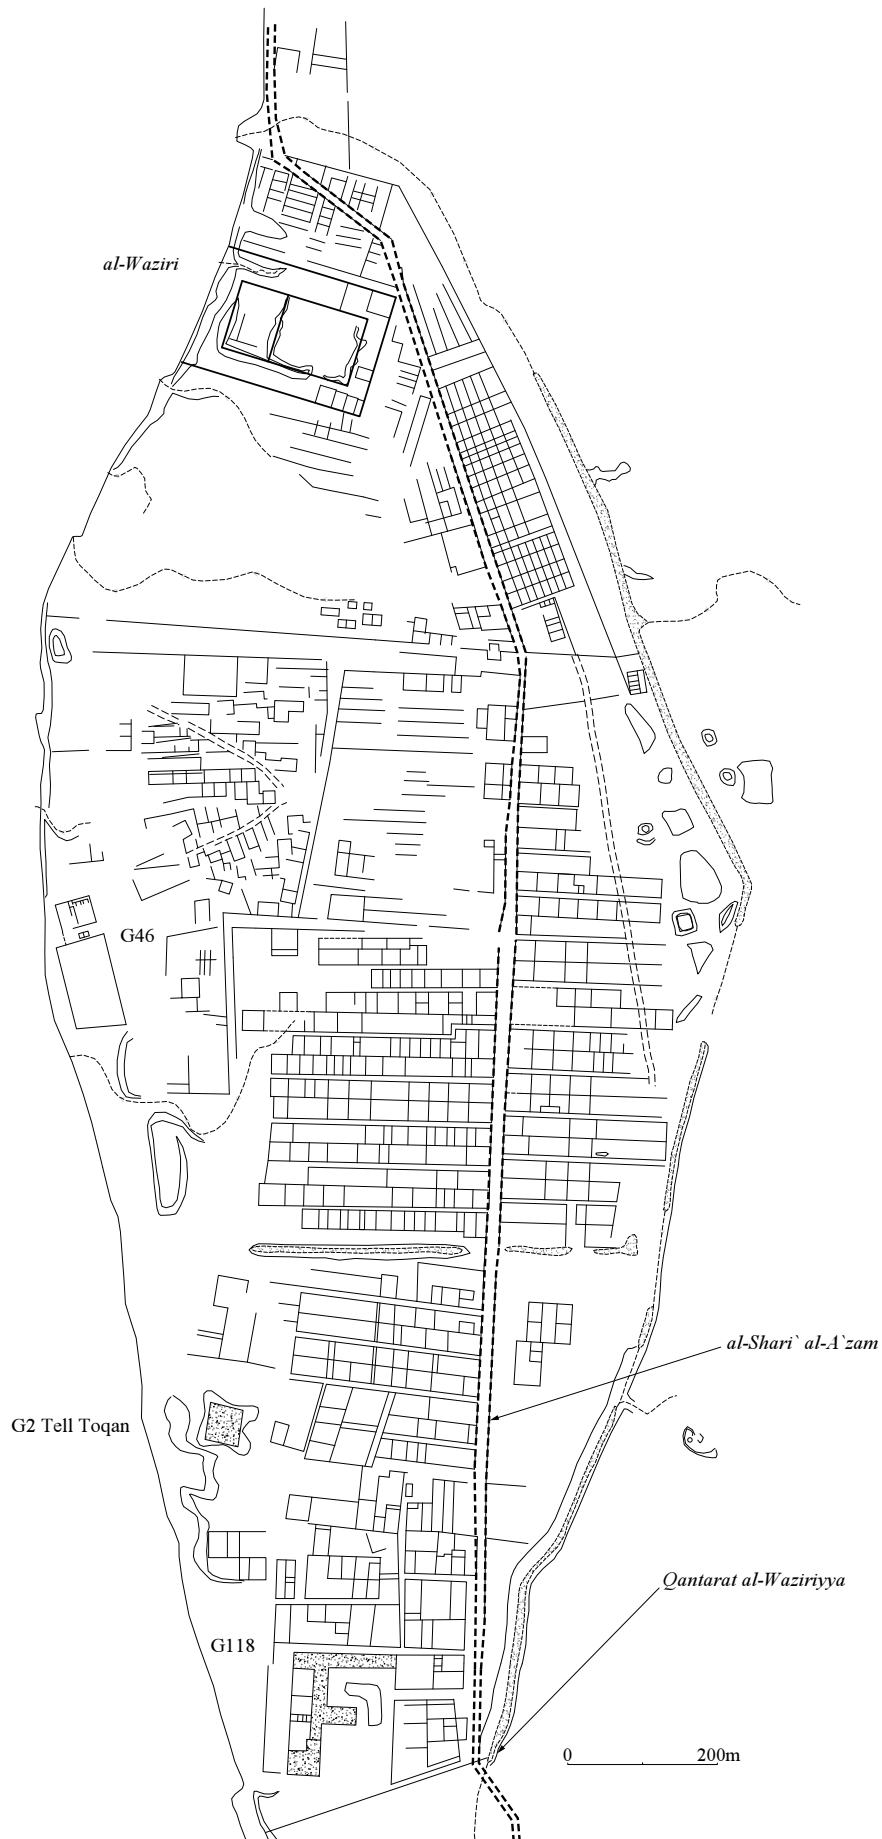 al-Waziri
G46
al-Shari` al-A`zam
G2 Tell Toqan
Qantarat al-Waziriyya
G118
0 200m